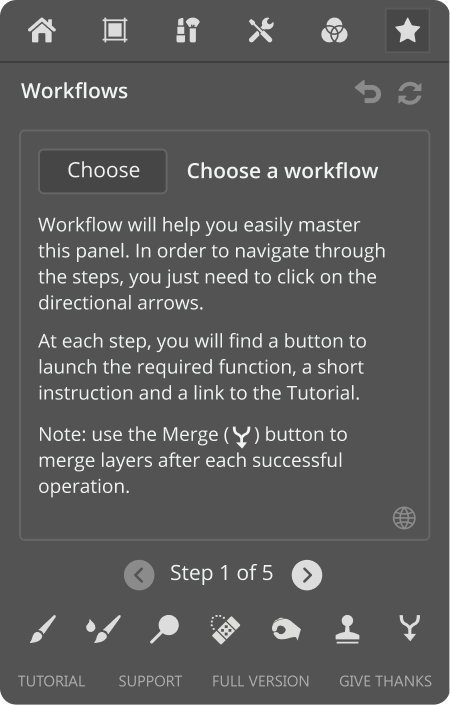 Workflows
Choose
Choose a workflow
Workflow will help you easily master
this panel. In order to navigate through
the steps, you just need to click on the
directional arrows.
At each step, you will find a button to
launch the required function, a short
instruction and a link to the Tutorial.
Note: use the Merge ( ) button to
merge layers after each successful
operation.
Step 1 of 5
TUTORIAL
SUPPORT
FULL VERSION
GIVE THANKS